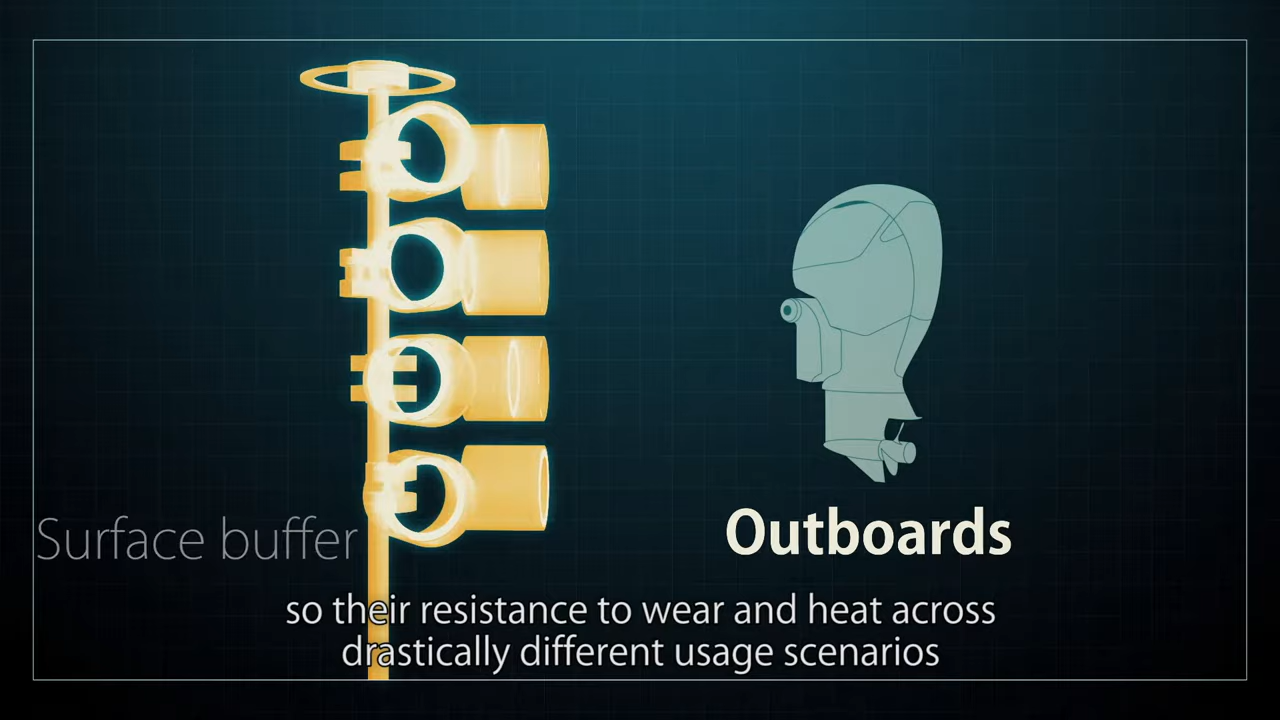 Surface buffer
Outboards
so their resistance to wear and heat across
drastically different usage scenarios